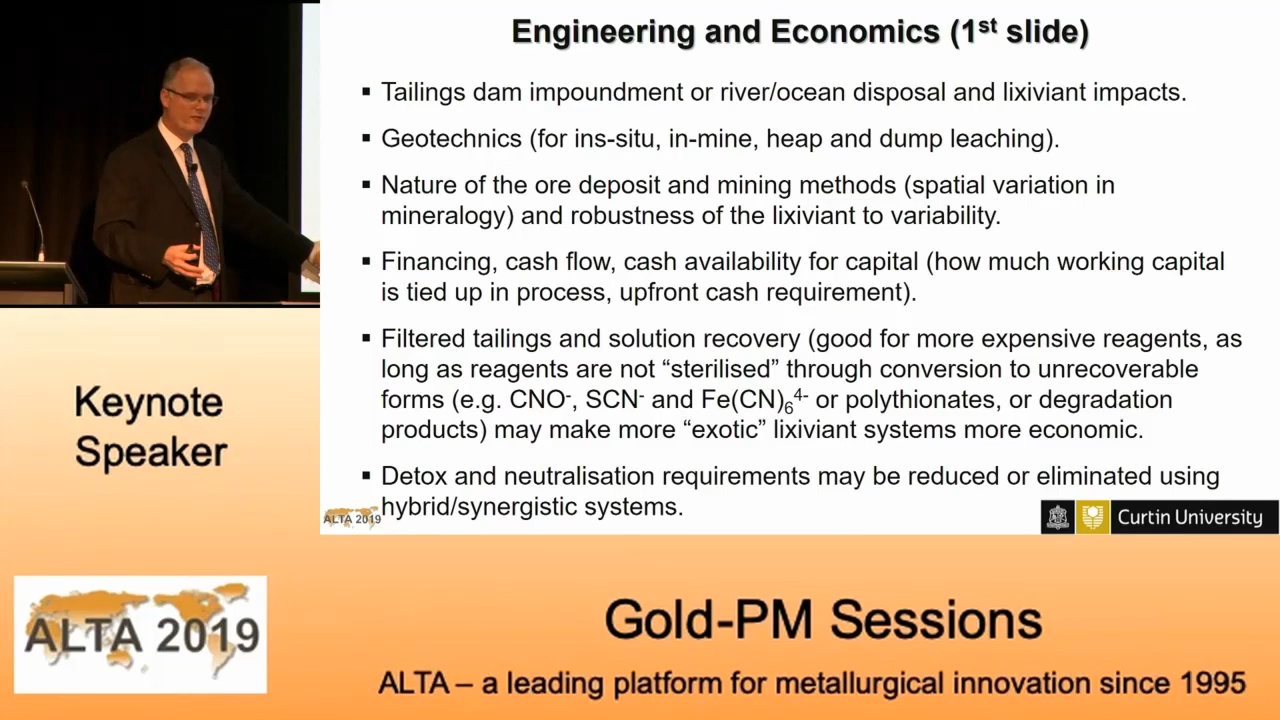 Engineering and Economics (1st slide)
▪ Tailings dam impoundment or river/ocean disposal and lixiviant impacts.
▪ Geotechnics (for ins-situ, in-mine, heap and dump leaching).
▪ Nature of the ore deposit and mining methods (spatial variation in
mineralogy) and robustness of the lixiviant to variability.
▪ Financing, cash flow, cash availability for capital (how much working capital
is tied up in process, upfront cash requirement).
▪ Filtered tailings and solution recovery (good for more expensive reagents, as
long as reagents are not “sterilised” through conversion to unrecoverable
forms (e.g. CNO-, SCN- and Fe(CN)6 4- or polythionates, or degradation
products) may make more “exotic” lixiviant systems more economic.
▪ Detox and neutralisation requirements may be reduced or eliminated using
hybrid/synergistic systems.
ALTA 2019
Curtin University
Keynote
Speaker
ALTA 2019
Gold-PM Sessions
ALTA – a leading platform for metallurgical innovation since 1995